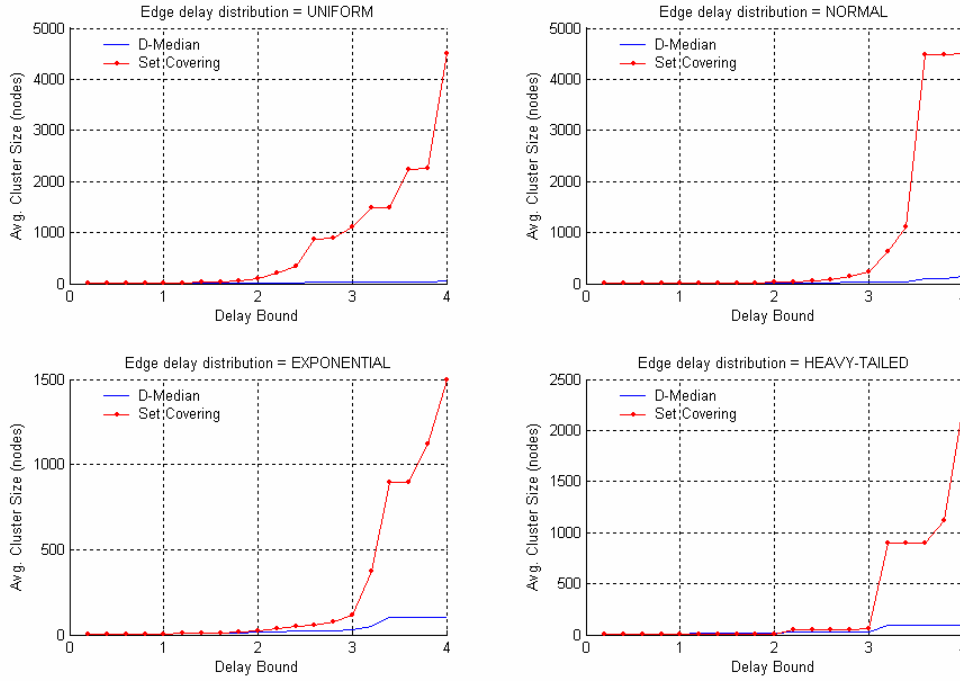 Edge delay distribution = UNIFORM
5000
4000
3000
2000
1000
0
Avg. Cluster Size (nodes)
D-Median
Set Covering
0 1 2 3 4
Delay Bound
Edge delay distribution = NORMAL
5000
4000
3000
2000
1000
0
Avg. Cluster Size (nodes)
D-Median
Set Covering
0 1 2 3
Delay Bound
Edge delay distribution = EXPONENTIAL
1500
1000
500
0
Avg. Cluster Size (nodes)
D-Median
Set Covering
0 1 2 3 4
Delay Bound
Edge delay distribution = HEAVY-TAILED
2500
2000
1500
1000
500
0
Avg. Cluster Size (nodes)
D-Median
Set Covering
0 1 2 3
Delay Bound